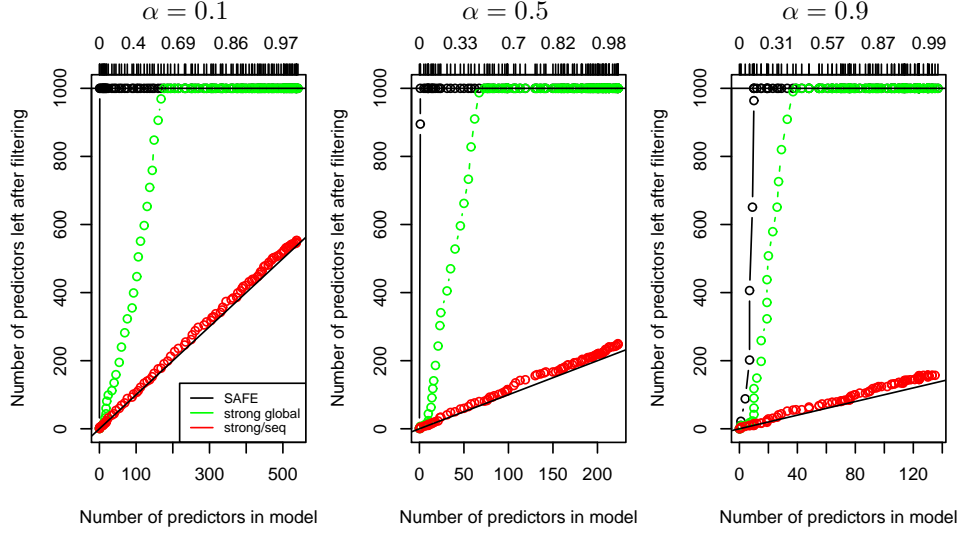 α = 0.1
0 0.4 0.69 0.86 0.97
Number of predictors left after filtering
1000
800
600
400
200
0
SAFE
strong global
strong/seq
0 100 300 500
Number of predictors in model
α = 0.5
0 0.33 0.7 0.82 0.98
Number of predictors left after filtering
1000
800
600
400
200
0
0 50 100 150 200
Number of predictors in model
α = 0.9
0 0.31 0.57 0.87 0.99
Number of predictors left after filtering
1000
800
600
400
200
0
0 20 40 60 80 120
Number of predictors in model